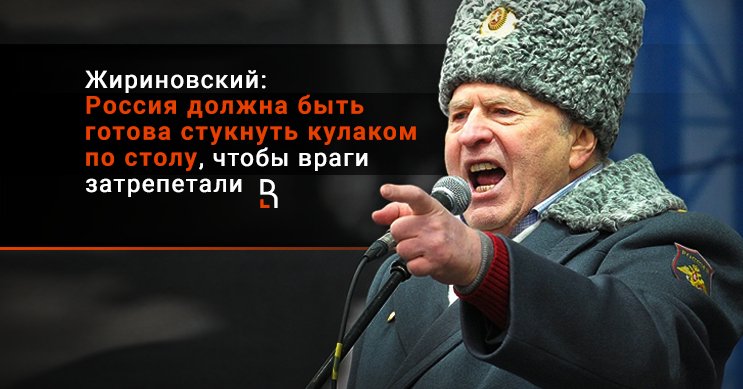 Жириновский:
Россия должна быть
готова стукнуть кулаком
по столу, чтобы враги
затрепетали